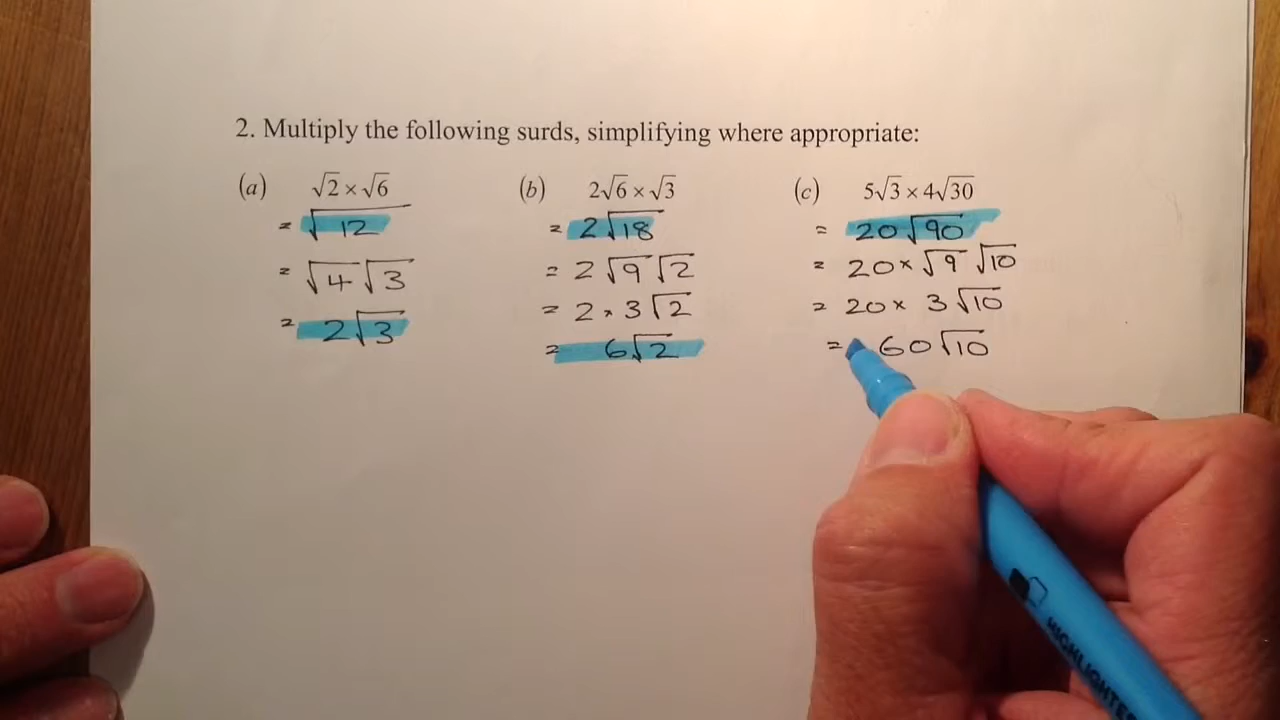 2. Multiply the following surds, simplifying where appropriate:
(a) √2 × √6
= √12
= √4 √3
= 2√3
(b) 2√6 × √3
= 2√18
= 2√9 √2
= 2 × 3√2
= 6√2
(c) 5√3 × 4√30
= 20√90
= 20 × √9 √10
= 20 × 3√10
= 60√10
HIGHLIGHTER